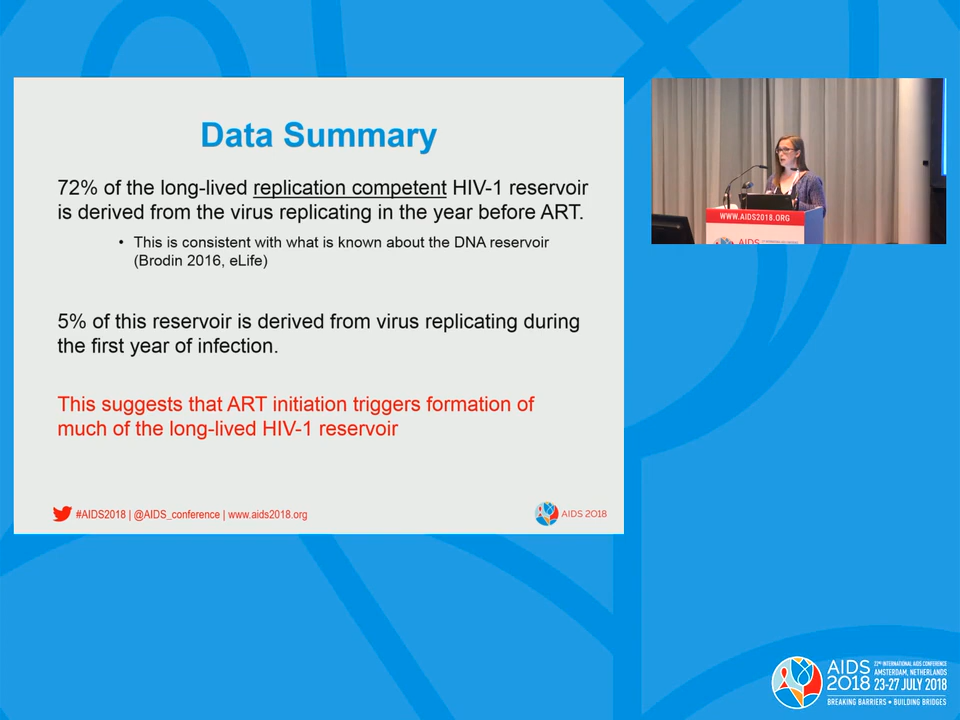 Data Summary
72% of the long-lived replication competent HIV-1 reservoir
is derived from the virus replicating in the year before ART.
• This is consistent with what is known about the DNA reservoir
(Brodin 2016, eLife)
5% of this reservoir is derived from virus replicating during
the first year of infection.
This suggests that ART initiation triggers formation of
much of the long-lived HIV-1 reservoir
#AIDS2018 | @AIDS_conference | www.aids2018.org
AIDS 2018
WWW.AIDS2018.ORG
AIDS
AIDS
2018
22ND INTERNATIONAL AIDS CONFERENCE
AMSTERDAM, NETHERLANDS
23-27 JULY 2018
BREAKING BARRIERS • BUILDING BRIDGES